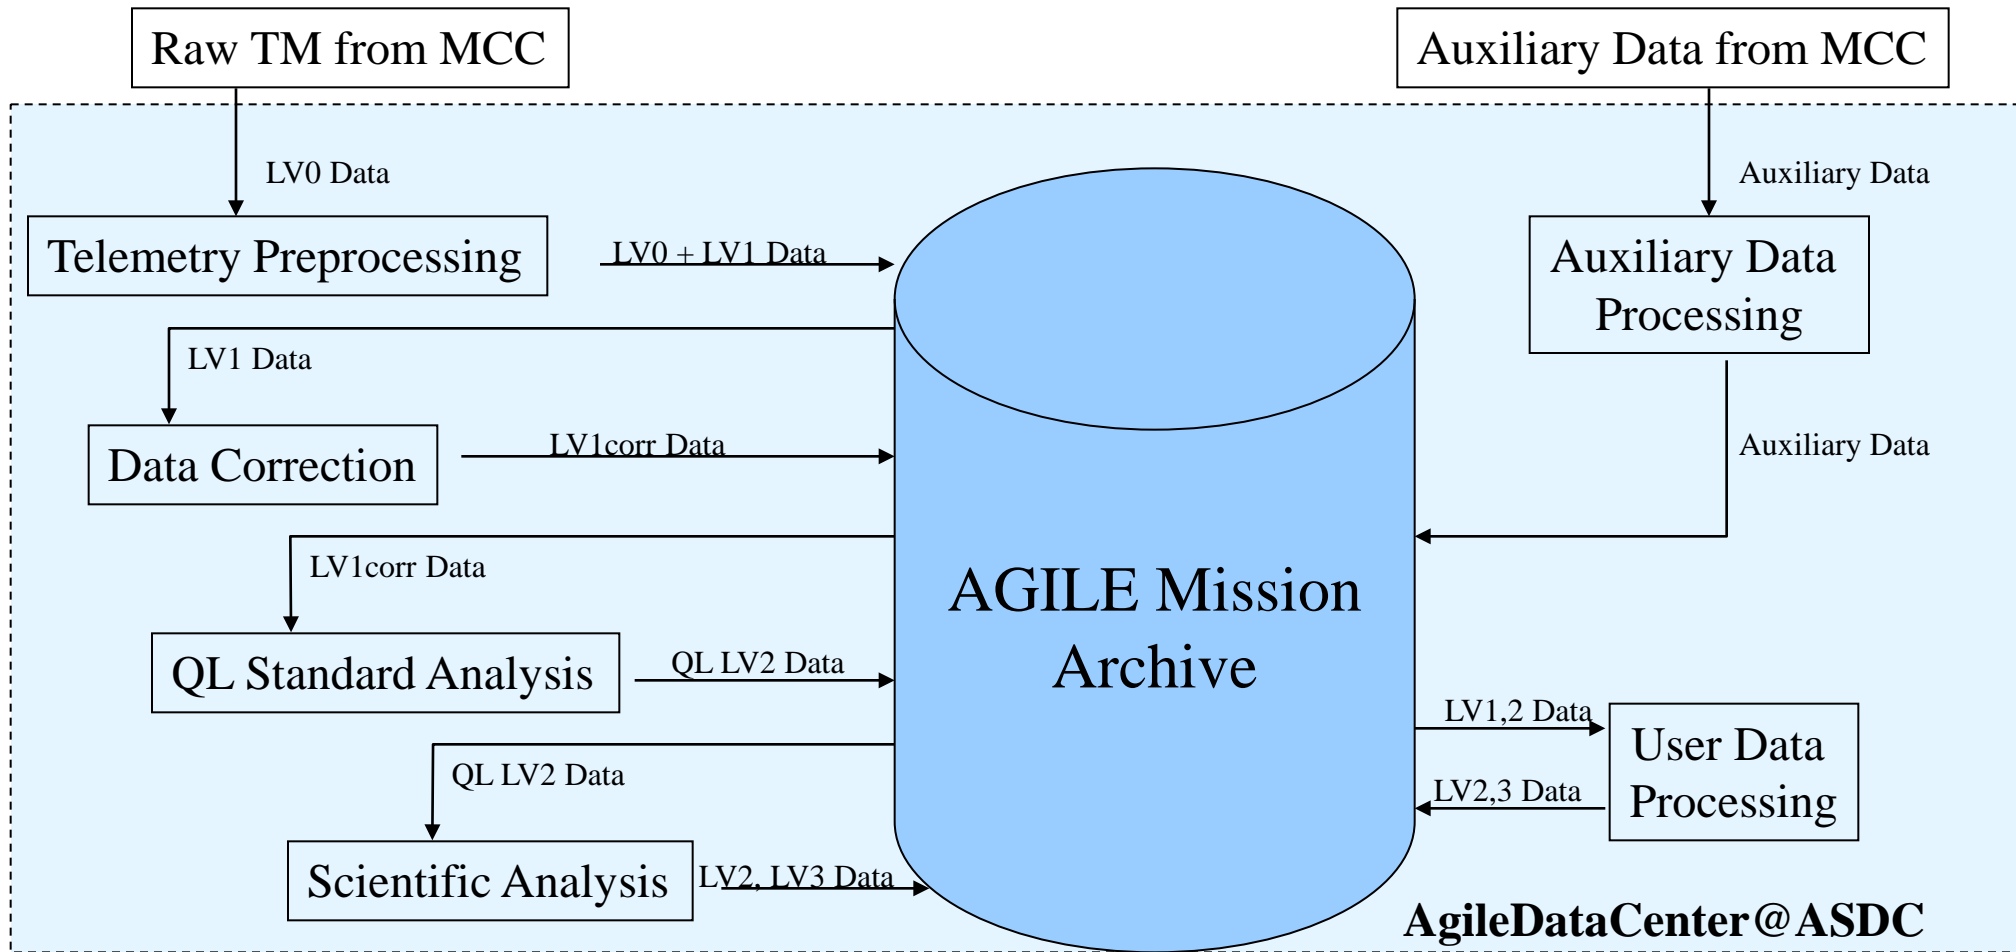 Raw TM from MCC
Auxiliary Data from MCC
LV0 Data
Auxiliary Data
Telemetry Preprocessing
LV0 + LV1 Data
Auxiliary Data
Processing
LV1 Data
Data Correction
LV1corr Data
Auxiliary Data
LV1corr Data
AGILE Mission
Archive
QL Standard Analysis
QL LV2 Data
LV1,2 Data
User Data
Processing
QL LV2 Data
LV2,3 Data
Scientific Analysis
LV2, LV3 Data
AgileDataCenter@ASDC